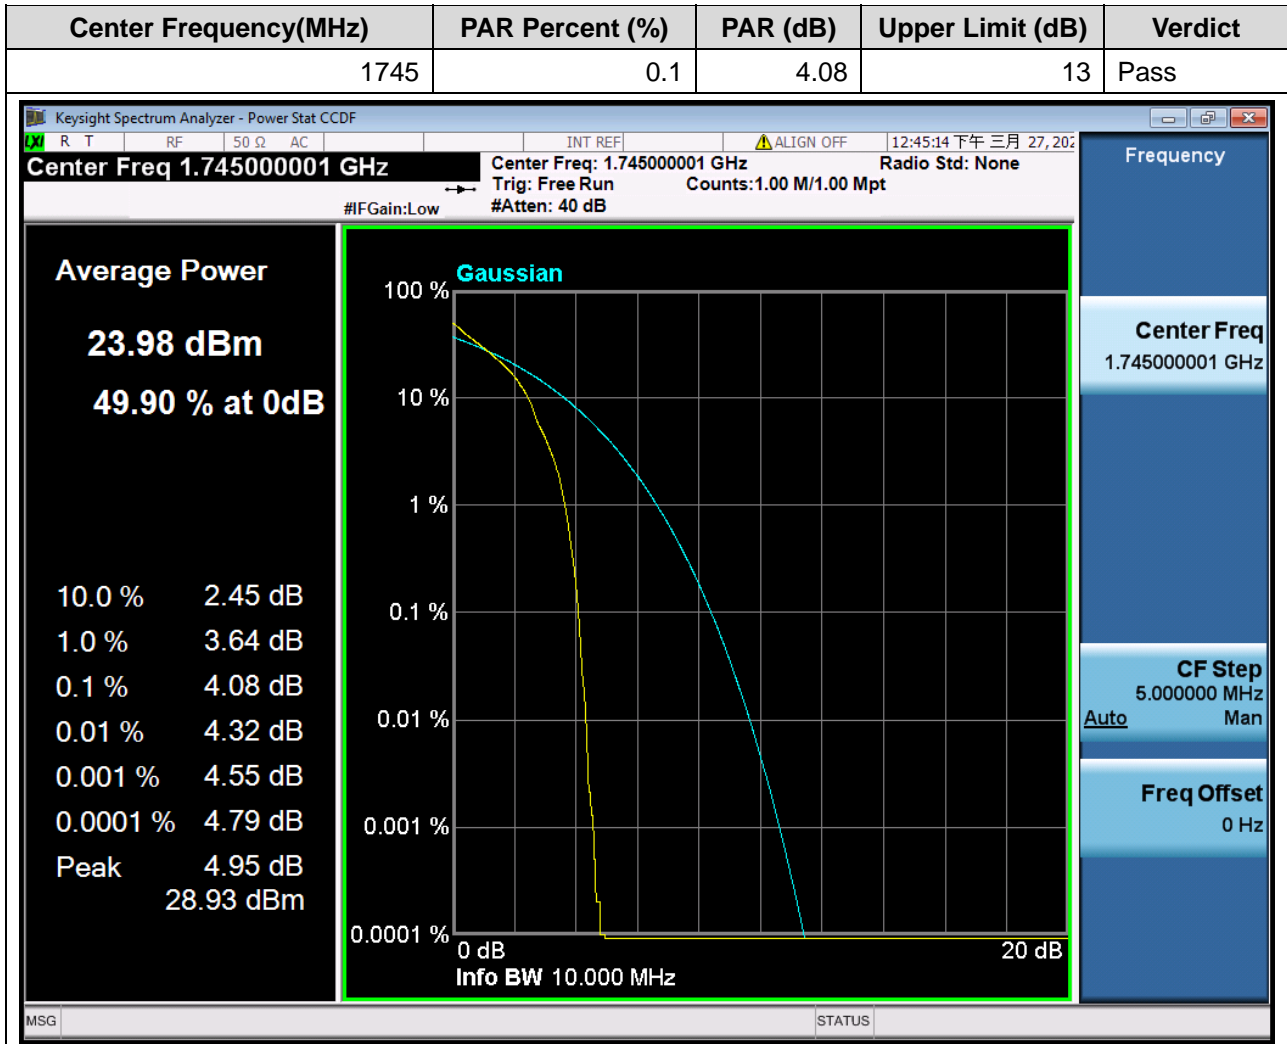 Center Frequency(MHz) PAR Percent (%) PAR (dB) Upper Limit (dB) Verdict
1745 0.1 4.08 13 Pass
Keysight Spectrum Analyzer - Power Stat CCDF
LXI R T RF 50 Ω AC INT REF ALIGN OFF 12:45:14 下午 三月 27, 202
Center Freq 1.745000001 GHz
Center Freq: 1.745000001 GHz Radio Std: None
Trig: Free Run Counts:1.00 M/1.00 Mpt
#IFGain:Low #Atten: 40 dB
Average Power
23.98 dBm
49.90 % at 0dB
10.0 % 2.45 dB
1.0 % 3.64 dB
0.1 % 4.08 dB
0.01 % 4.32 dB
0.001 % 4.55 dB
0.0001 % 4.79 dB
Peak 4.95 dB
28.93 dBm
Gaussian
100 %
10 %
1 %
0.1 %
0.01 %
0.001 %
0.0001 %
0 dB 20 dB
Info BW 10.000 MHz
Frequency
Center Freq
1.745000001 GHz
CF Step
5.000000 MHz
Auto Man
Freq Offset
0 Hz
MSG STATUS